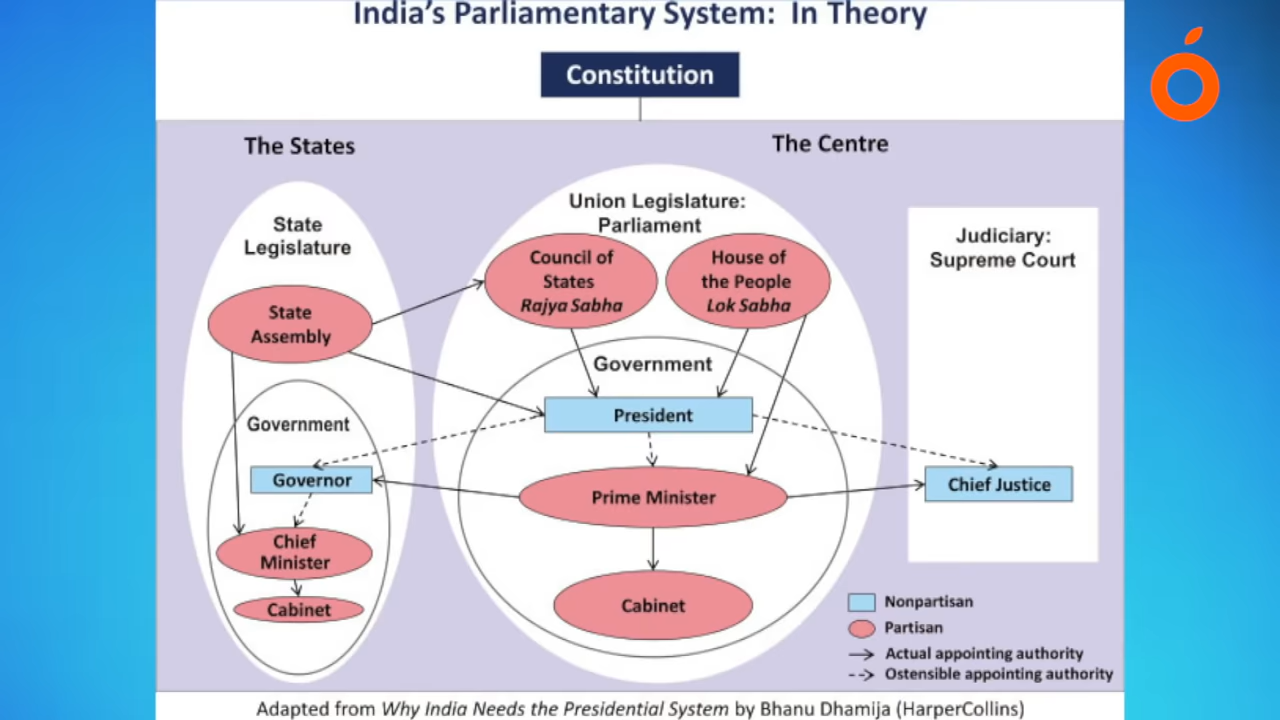 India's Parliamentary System: In Theory
Constitution
The States
The Centre
State
Legislature
State
Assembly
Government
Governor
Chief
Minister
Cabinet
Union Legislature:
Parliament
Council of
States
Rajya Sabha
House of
the People
Lok Sabha
Government
President
Prime Minister
Cabinet
Judiciary:
Supreme Court
Chief Justice
Nonpartisan
Partisan
Actual appointing authority
Ostensible appointing authority
Adapted from Why India Needs the Presidential System by Bhanu Dhamija (HarperCollins)